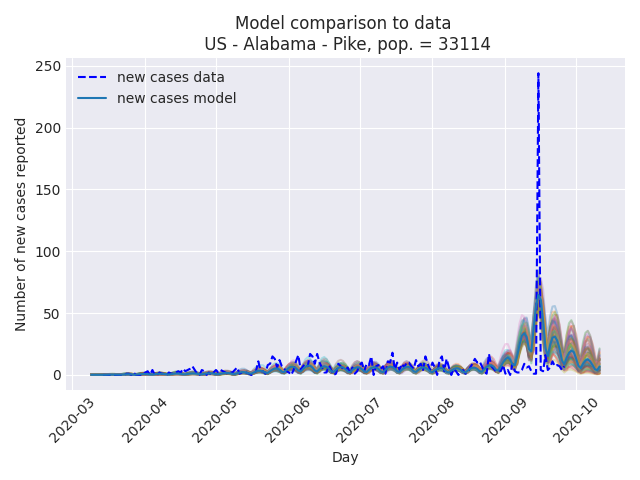 Model comparison to data
US - Alabama - Pike, pop. = 33114
new cases data
new cases model
Number of new cases reported
250
200
150
100
50
0
2020-03
2020-04
2020-05
2020-06
2020-07
2020-08
2020-09
2020-10
Day